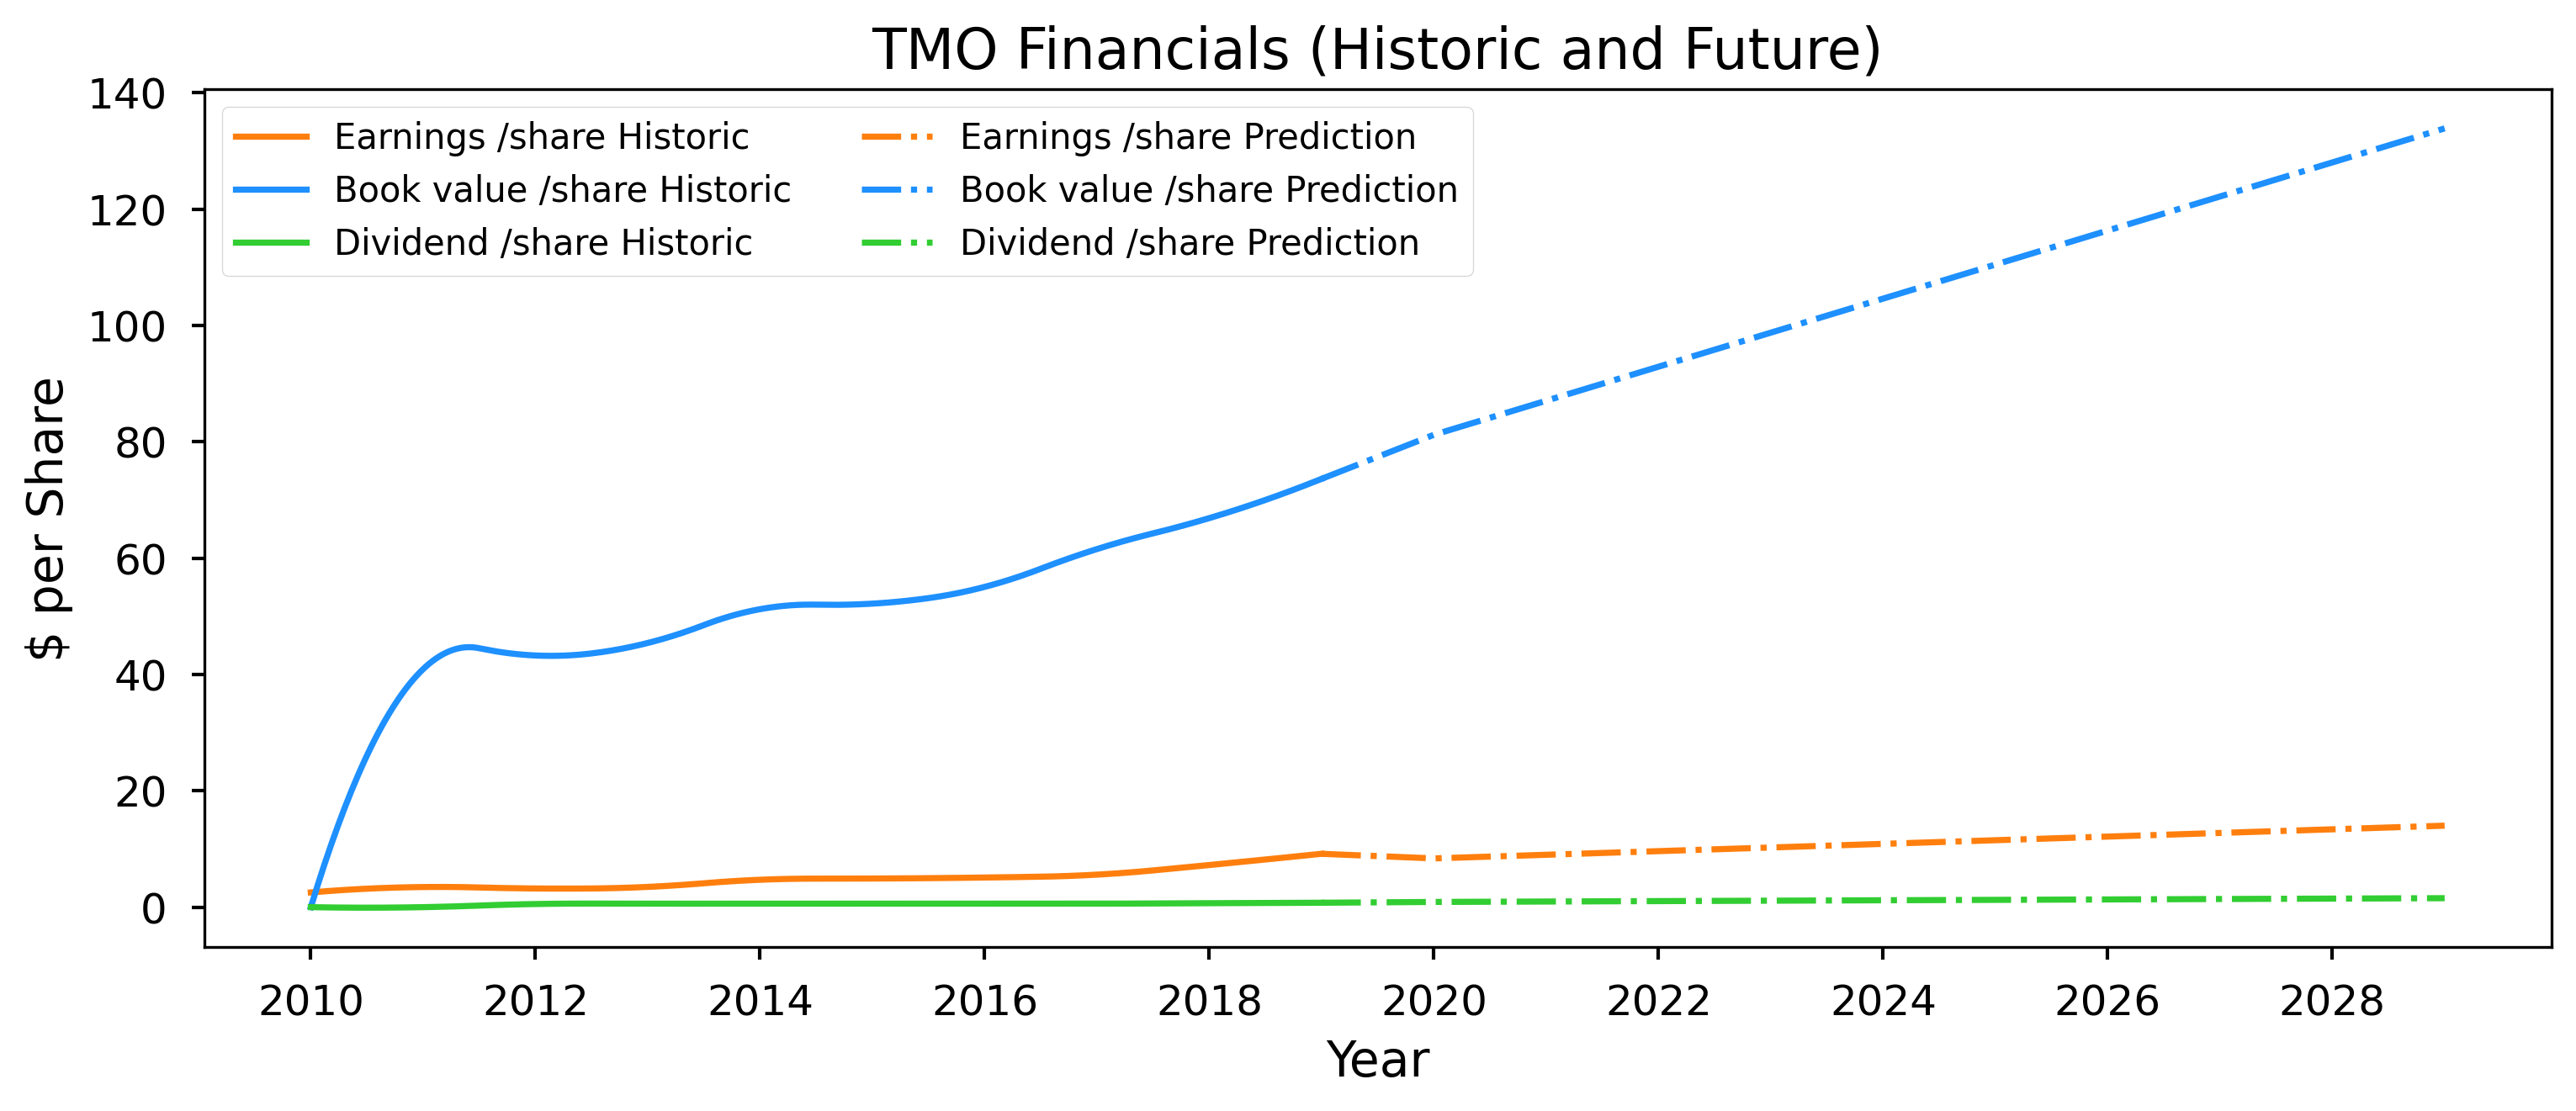 TMO Financials (Historic and Future)
140
120
100
80
60
40
20
0
$ per Share
Earnings /share Historic
Book value /share Historic
Dividend /share Historic
Earnings /share Prediction
Book value /share Prediction
Dividend /share Prediction
2010 2012 2014 2016 2018 2020 2022 2024 2026 2028
Year